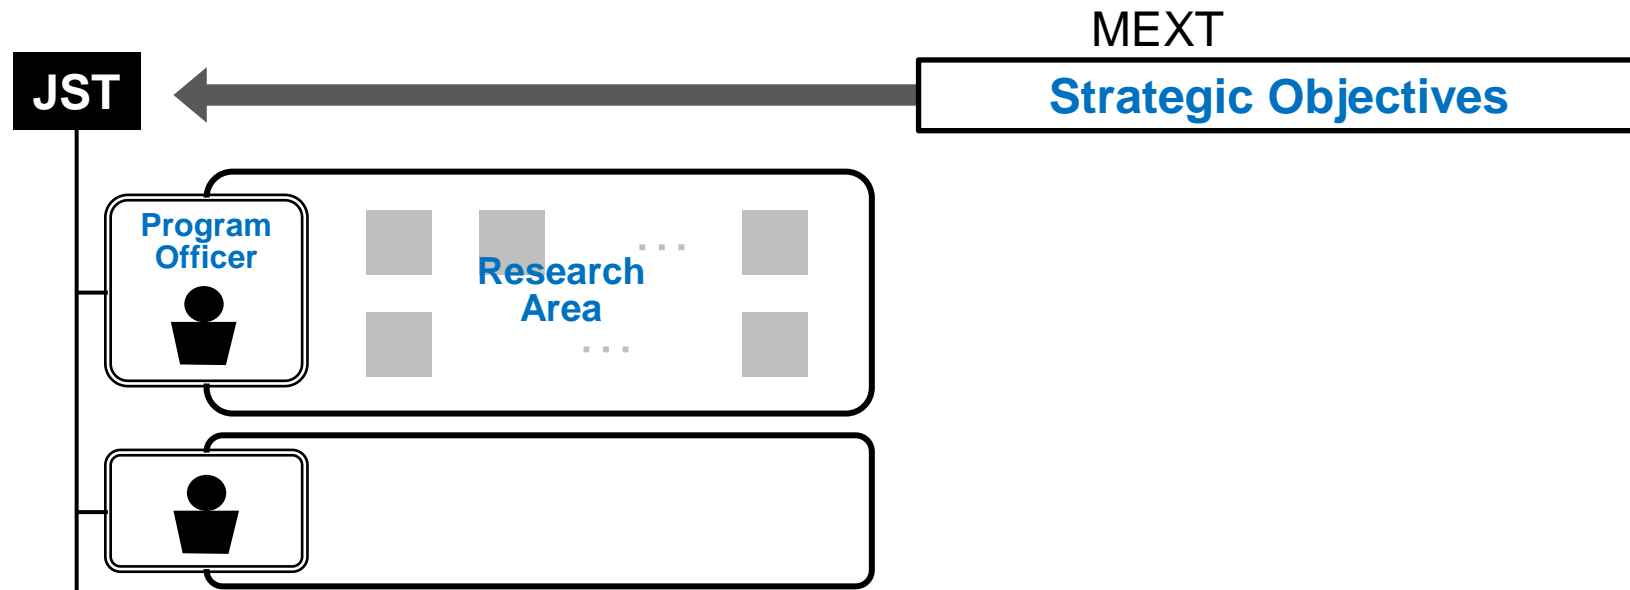 MEXT
JST
Strategic Objectives
Program
Officer
...
Research
Area
...